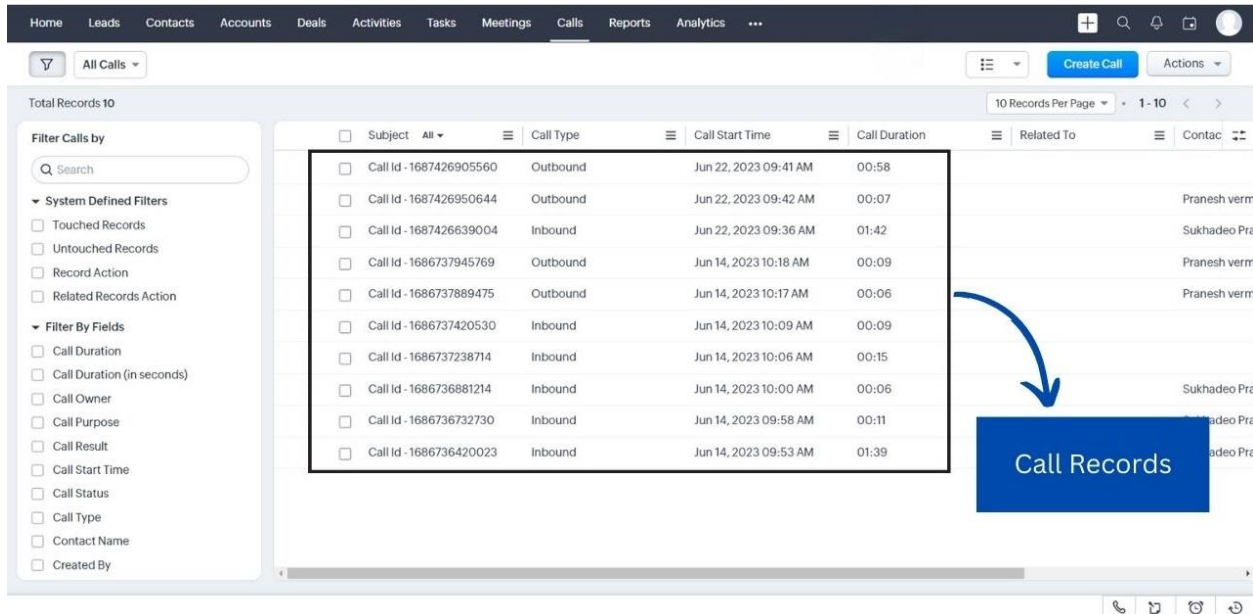 Home Leads Contacts Accounts Deals Activities Tasks Meetings Calls Reports Analytics •••
All Calls Create Call Actions
Total Records 10 10 Records Per Page • 1 - 10
Filter Calls by Subject All Call Type Call Start Time Call Duration Related To Contac
Search
System Defined Filters
Touched Records
Untouched Records
Record Action
Related Records Action
Filter By Fields
Call Duration
Call Duration (in seconds)
Call Owner
Call Purpose
Call Result
Call Start Time
Call Status
Call Type
Contact Name
Created By
Call Id - 1687426905560 Outbound Jun 22, 2023 09:41 AM 00:58
Call Id - 1687426950644 Outbound Jun 22, 2023 09:42 AM 00:07 Pranesh verm
Call Id - 1687426639004 Inbound Jun 22, 2023 09:36 AM 01:42 Sukhadeo Pra
Call Id - 1686737945769 Outbound Jun 14, 2023 10:18 AM 00:09 Pranesh verm
Call Id - 1686737889475 Outbound Jun 14, 2023 10:17 AM 00:06 Pranesh verm
Call Id - 1686737420530 Inbound Jun 14, 2023 10:09 AM 00:09
Call Id - 1686737238714 Inbound Jun 14, 2023 10:06 AM 00:15
Call Id - 1686736881214 Inbound Jun 14, 2023 10:00 AM 00:06 Sukhadeo Pra
Call Id - 1686736732730 Inbound Jun 14, 2023 09:58 AM 00:11 adeo Pra
Call Id - 1686736420023 Inbound Jun 14, 2023 09:53 AM 01:39 adeo Pra
Call Records